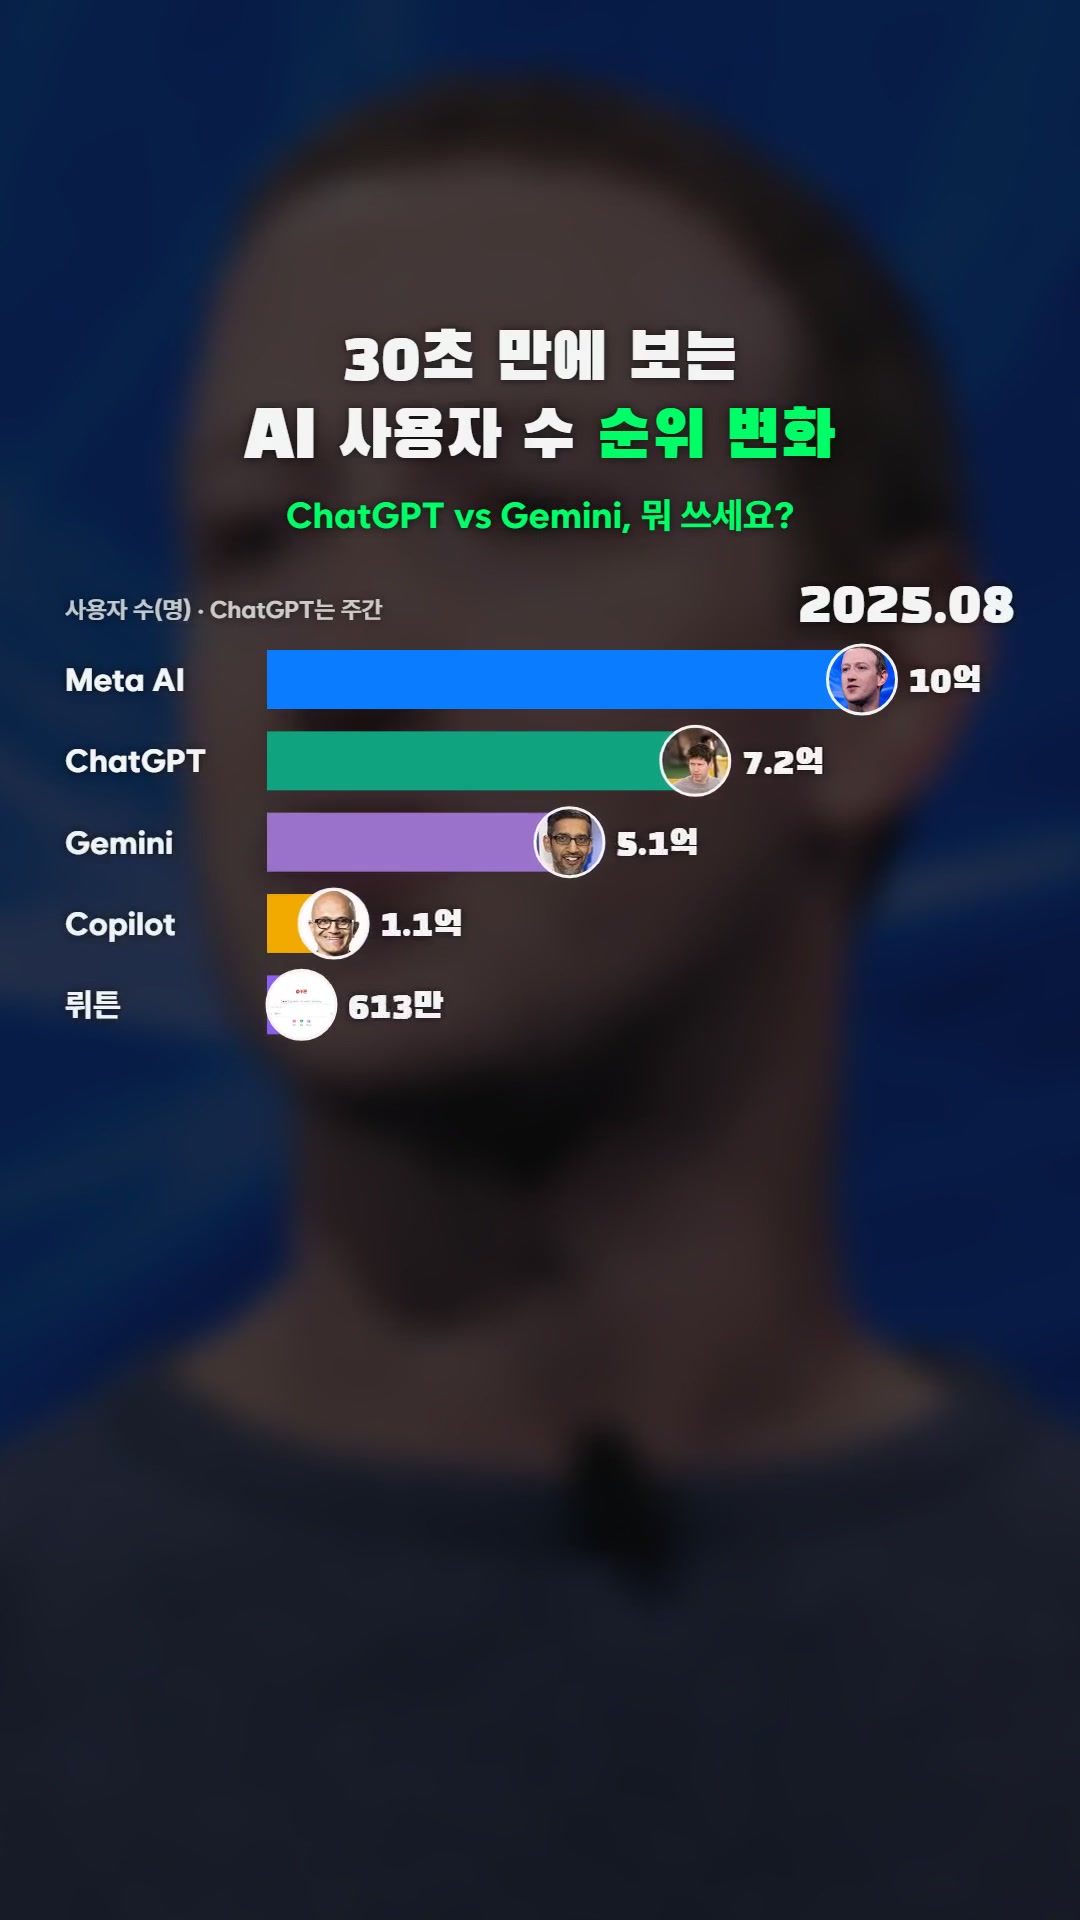 30초 만에 보는
AI 사용자 수 순위 변화
ChatGPT vs Gemini, 뭐 쓰세요?
사용자 수(명) · ChatGPT는 주간
2025.08
Meta AI 10억
ChatGPT 7.2억
Gemini 5.1억
Copilot 1.1억
뤼튼 613만